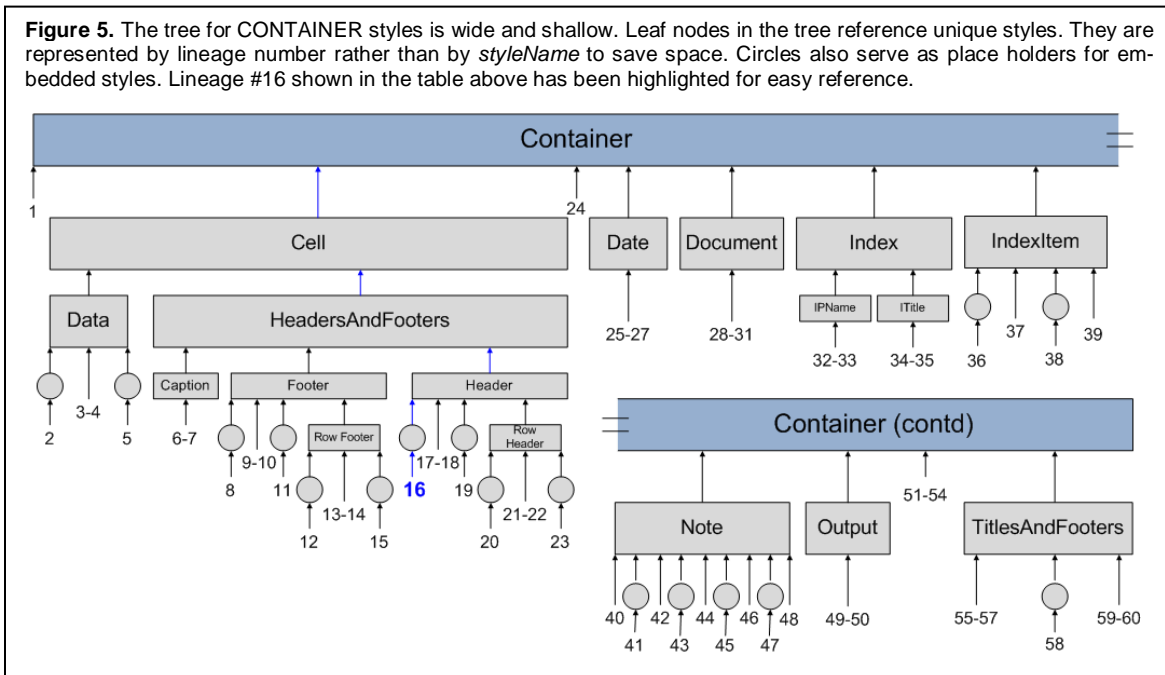 Figure 5. The tree for CONTAINER styles is wide and shallow. Leaf nodes in the tree reference unique styles. They are
represented by lineage number rather than by styleName to save space. Circles also serve as place holders for em-
bedded styles. Lineage #16 shown in the table above has been highlighted for easy reference.
Container
1
24
Cell
Date
Document
Index
IndexItem
Data
HeadersAndFooters
25-27
28-31
IPName
ITitle
32-33
34-35
36
37
38
39
2
3-4
5
Caption
Footer
Header
6-7
8
9-10
11
Row Footer
12
13-14
15
16
17-18
19
Row
Header
20
21-22
23
Container (contd)
51-54
Note
Output
TitlesAndFooters
40
41
42
43
44
45
46
47
48
49-50
55-57
58
59-60